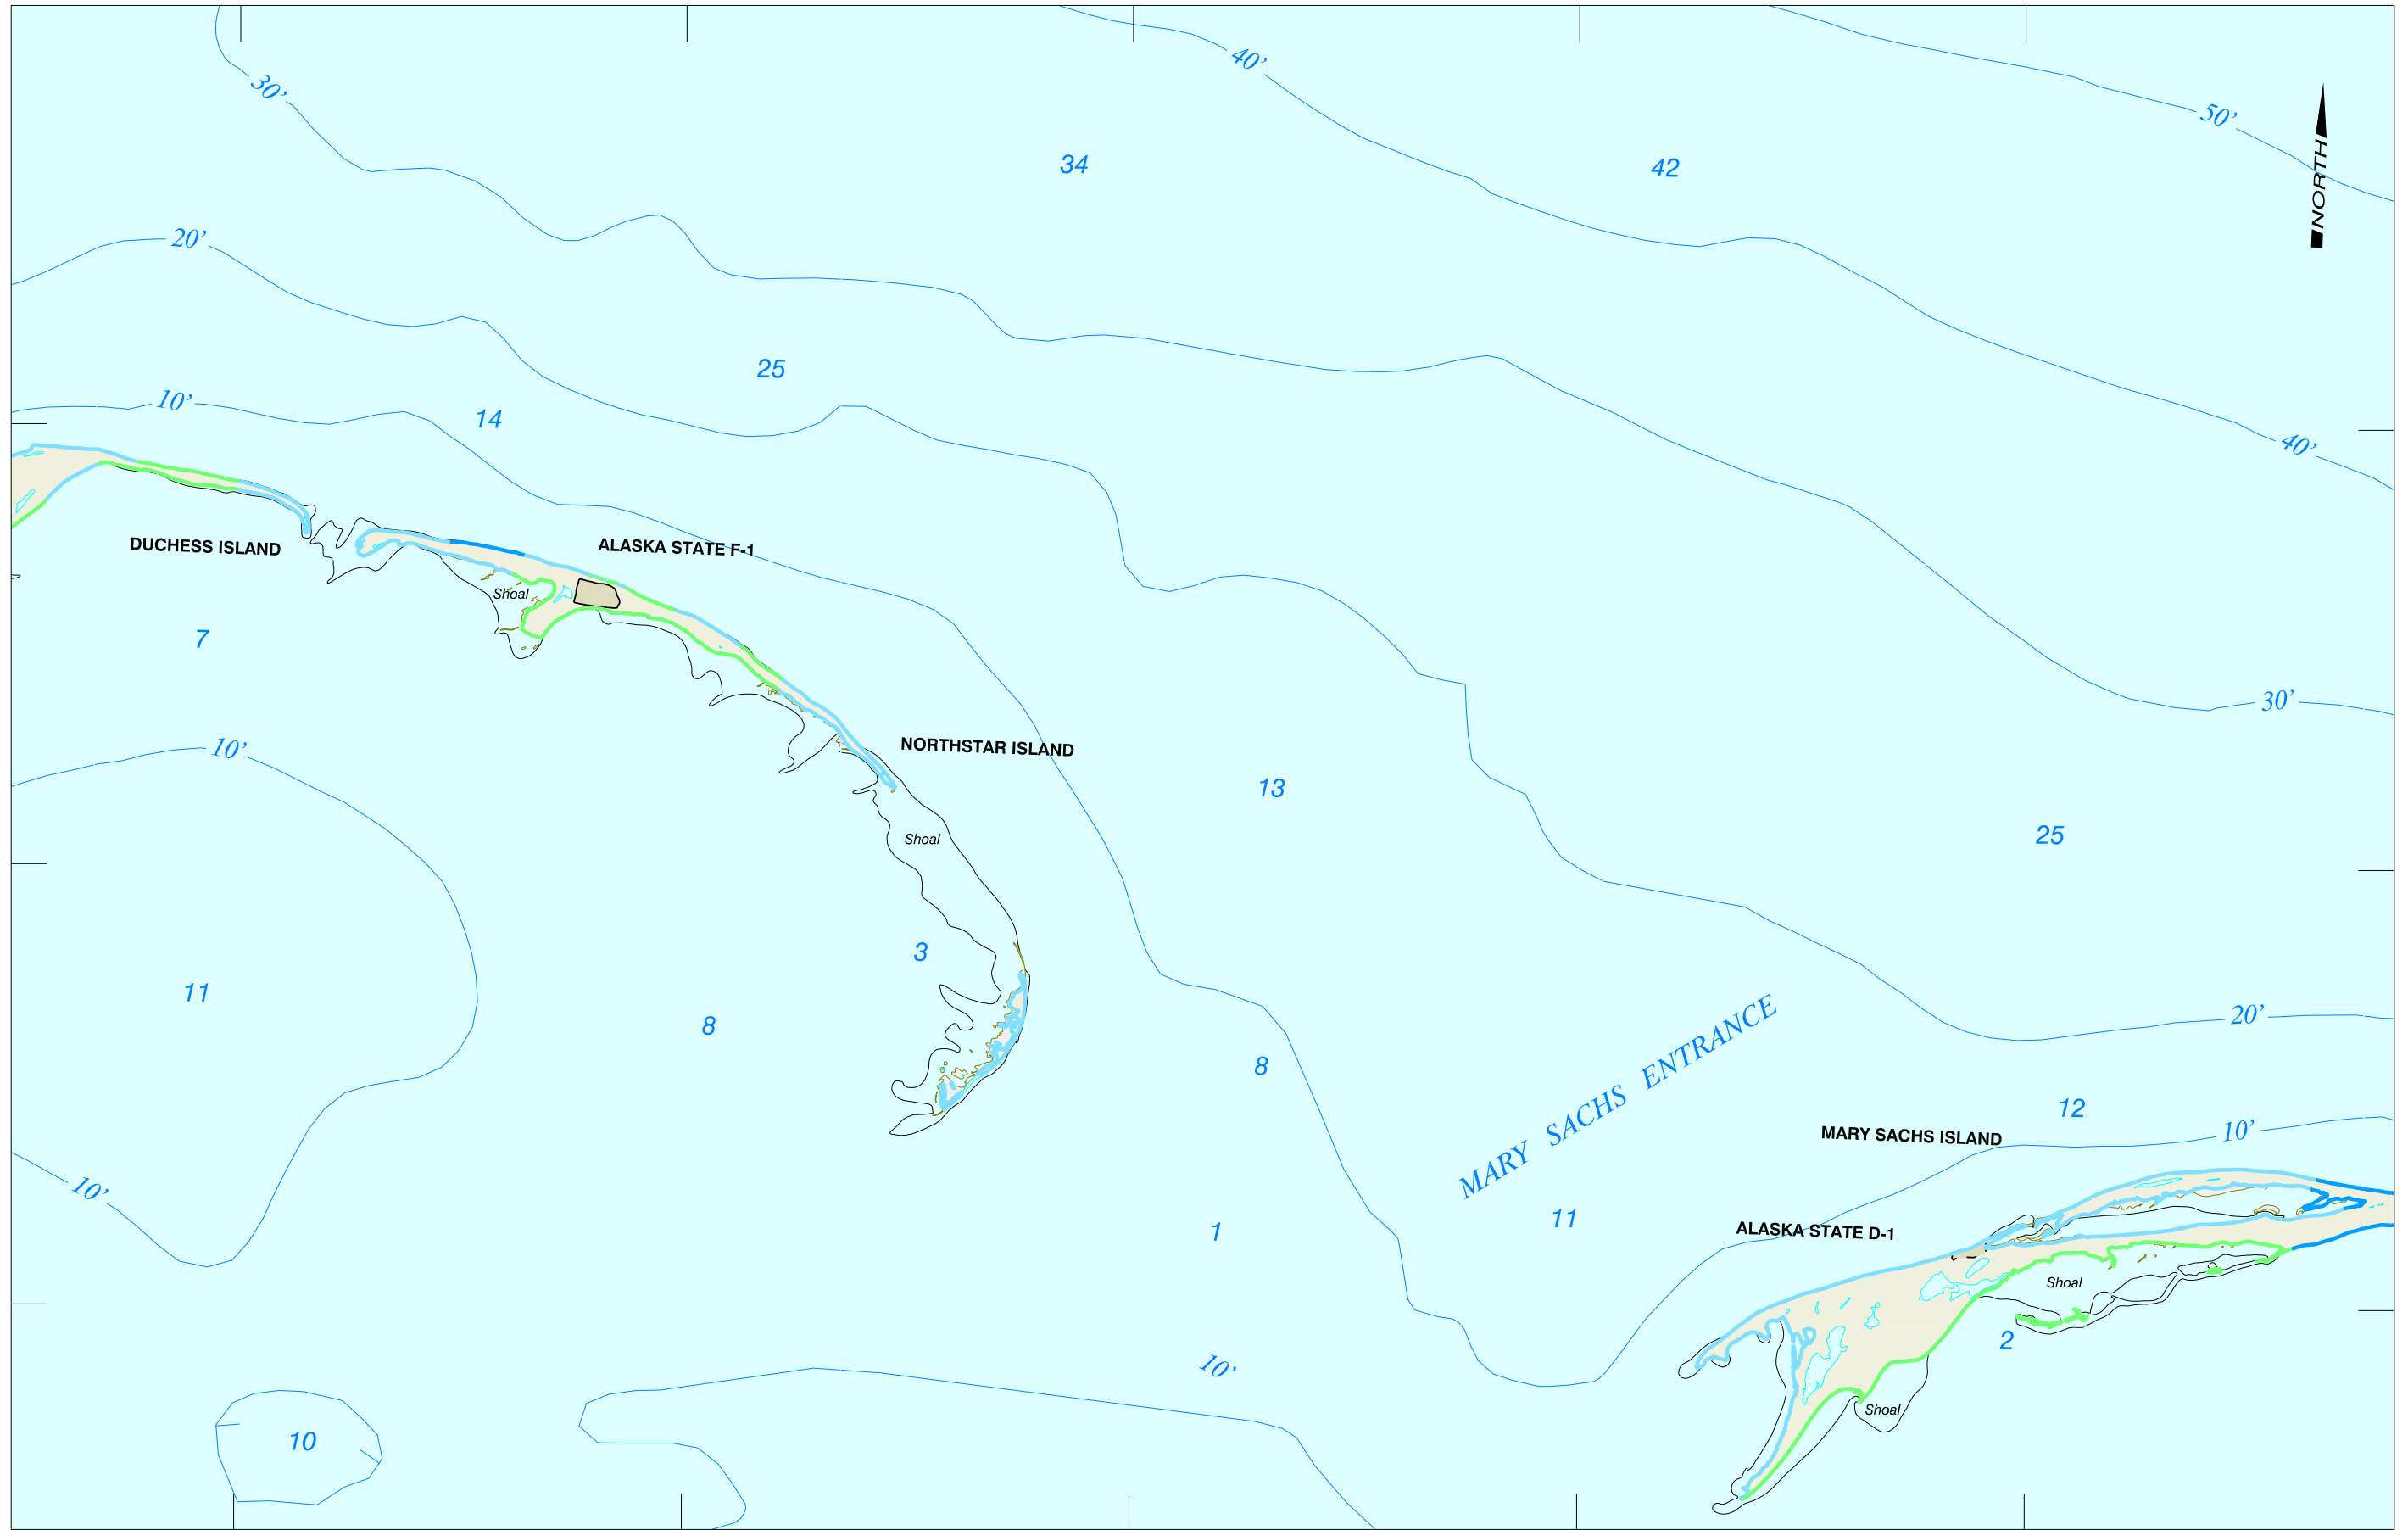 40’
30’
50’
34
42
NORTH
20’
25
10’
14
40’
DUCHESS ISLAND
ALASKA STATE F-1
Shoal
7
30’
10’
NORTHSTAR ISLAND
13
25
Shoal
3
11
8
20’
MARY SACHS ENTRANCE
8
12
10’
MARY SACHS ISLAND
10’
11
1
ALASKA STATE D-1
Shoal
2
10’
Shoal
10